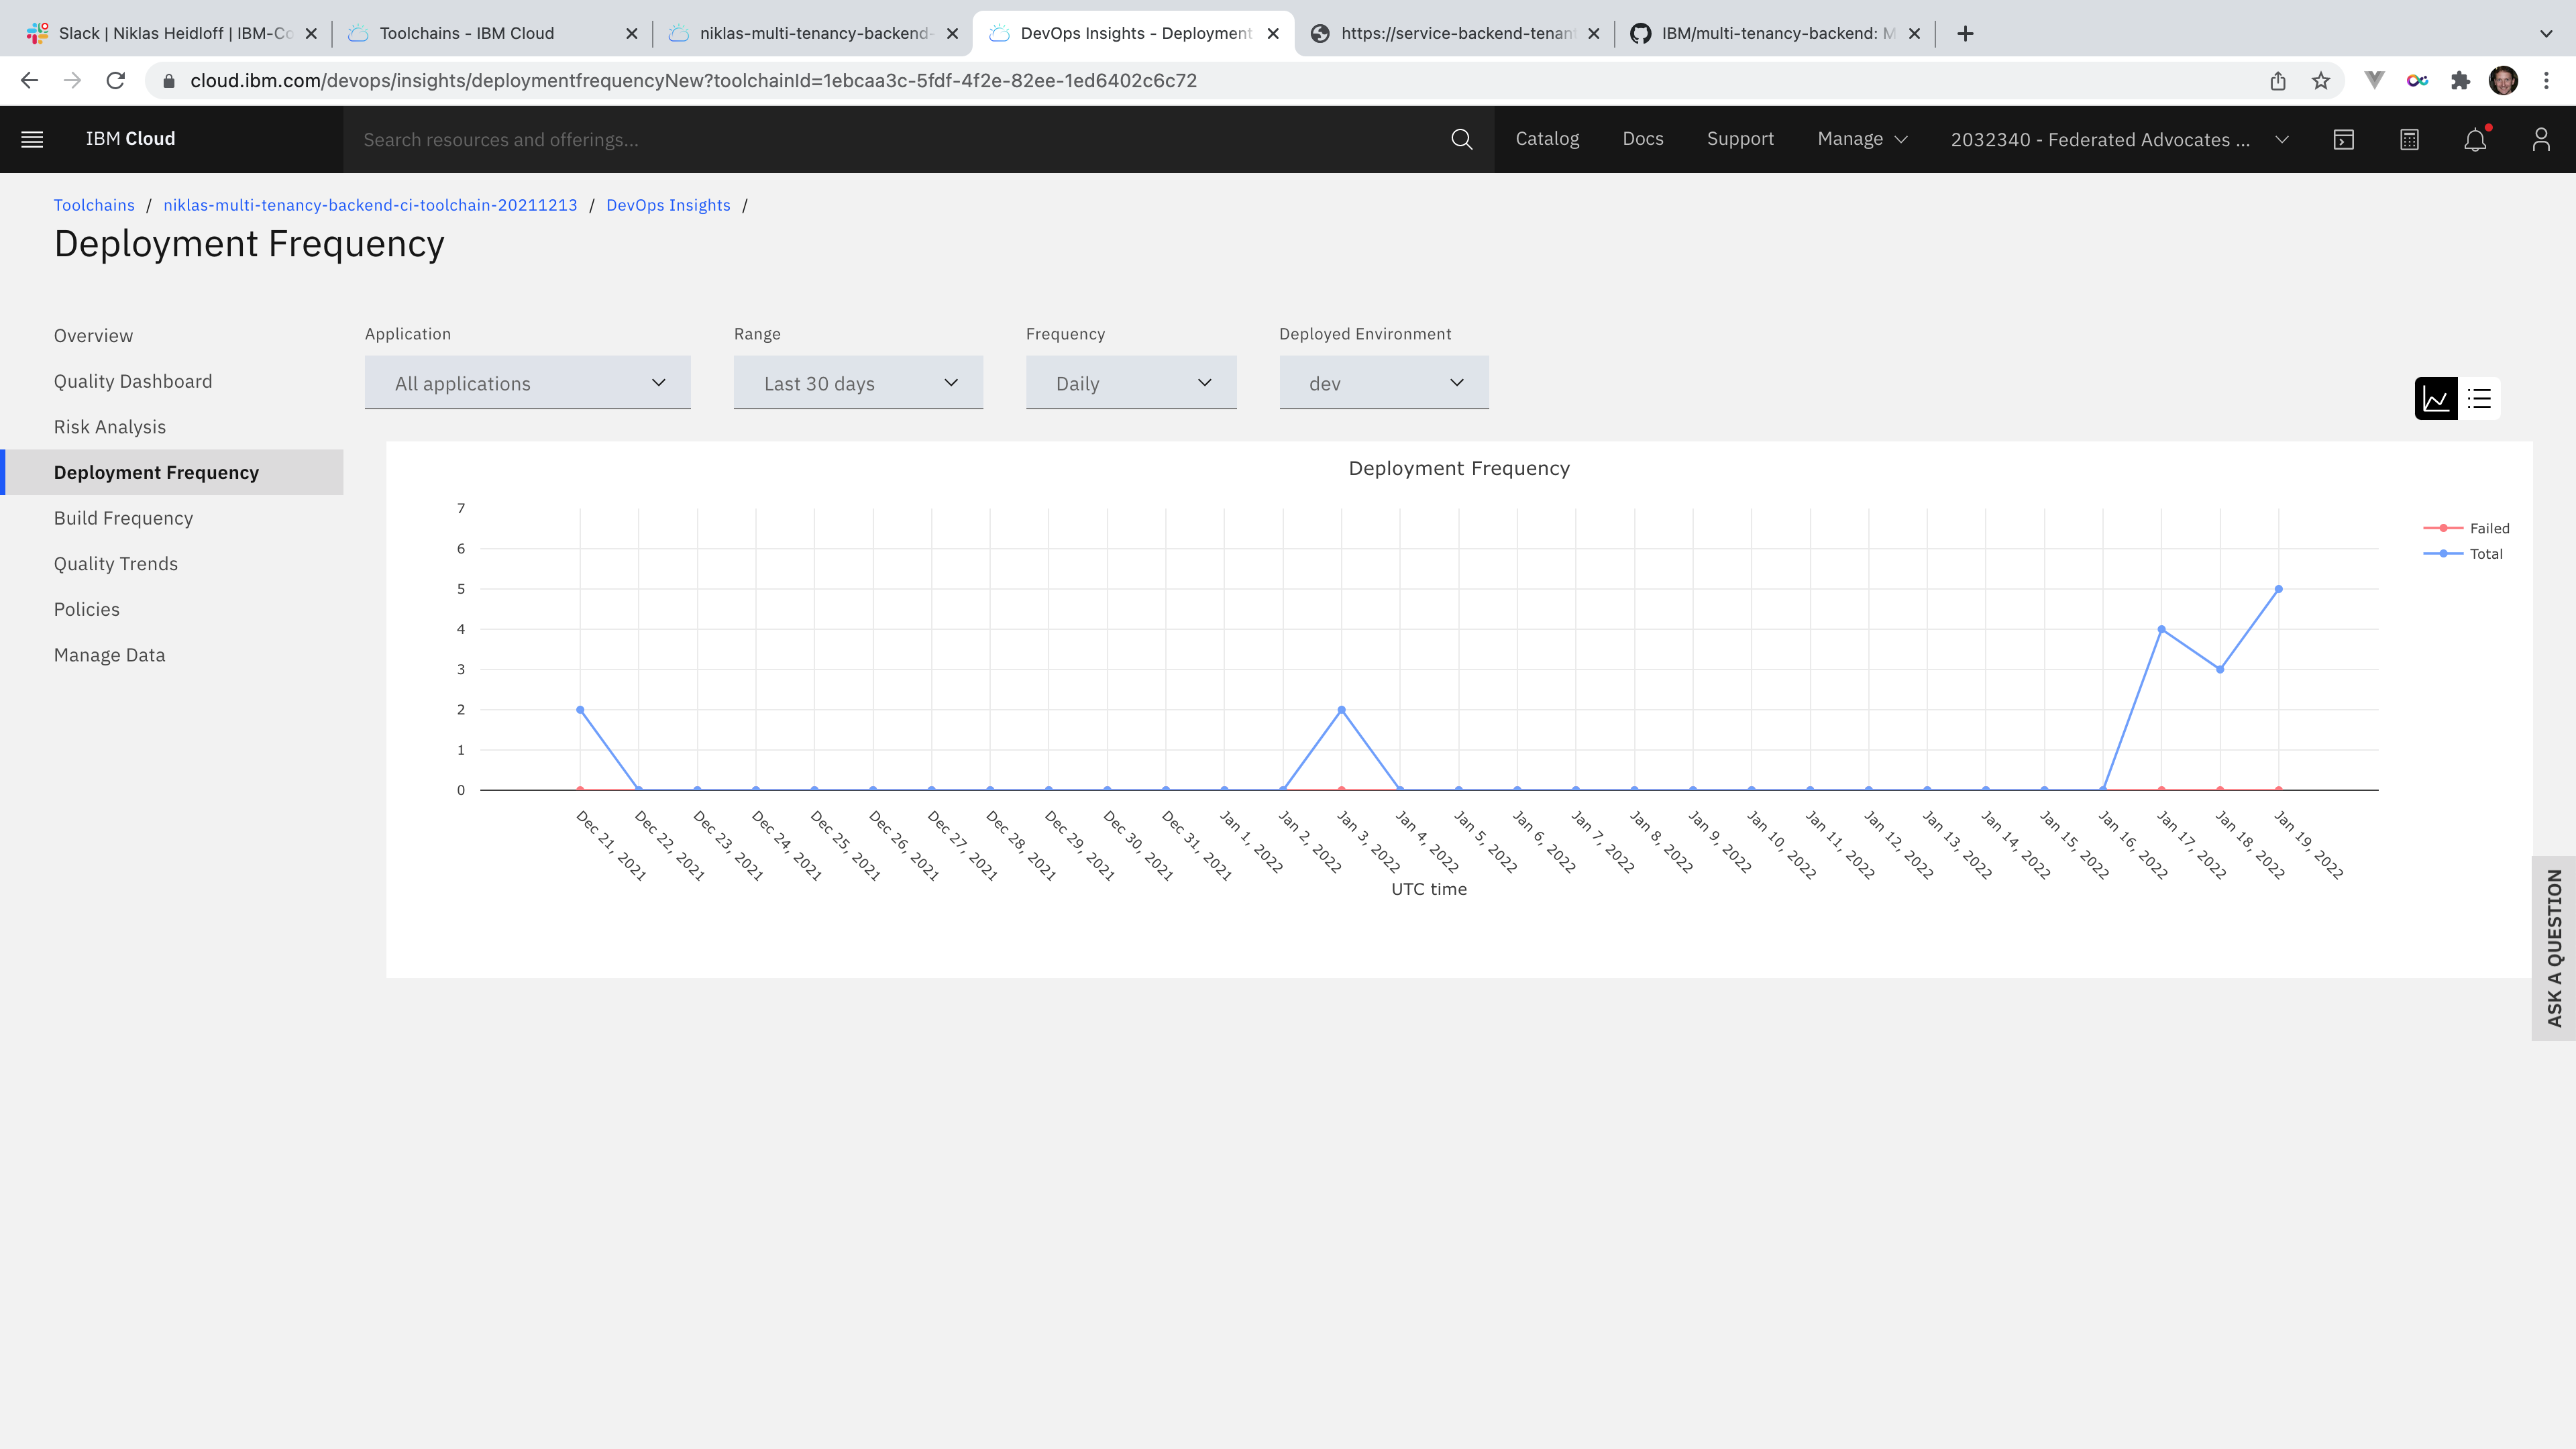 Slack | Niklas Heidloff | IBM-Co
Toolchains - IBM Cloud
niklas-multi-tenancy-backend-
DevOps Insights - Deployment
https://service-backend-tenant
IBM/multi-tenancy-backend: M
cloud.ibm.com/devops/insights/deploymentfrequencyNew?toolchainId=1ebcaa3c-5fdf-4f2e-82ee-1ed6402c6c72
IBM Cloud
Search resources and offerings...
Catalog
Docs
Support
Manage
2032340 - Federated Advocates ...
Toolchains / niklas-multi-tenancy-backend-ci-toolchain-20211213 / DevOps Insights /
Deployment Frequency
Overview
Quality Dashboard
Risk Analysis
Deployment Frequency
Build Frequency
Quality Trends
Policies
Manage Data
Application
Range
Frequency
Deployed Environment
All applications
Last 30 days
Daily
dev
Deployment Frequency
7
6
5
4
3
2
1
0
Failed
Total
Dec 21, 2021
Dec 22, 2021
Dec 23, 2021
Dec 24, 2021
Dec 25, 2021
Dec 26, 2021
Dec 27, 2021
Dec 28, 2021
Dec 29, 2021
Dec 30, 2021
Dec 31, 2021
Jan 1, 2022
Jan 2, 2022
Jan 3, 2022
Jan 4, 2022
Jan 5, 2022
Jan 6, 2022
Jan 7, 2022
Jan 8, 2022
Jan 9, 2022
Jan 10, 2022
Jan 11, 2022
Jan 12, 2022
Jan 13, 2022
Jan 14, 2022
Jan 15, 2022
Jan 16, 2022
Jan 17, 2022
Jan 18, 2022
Jan 19, 2022
UTC time
ASK A QUESTION